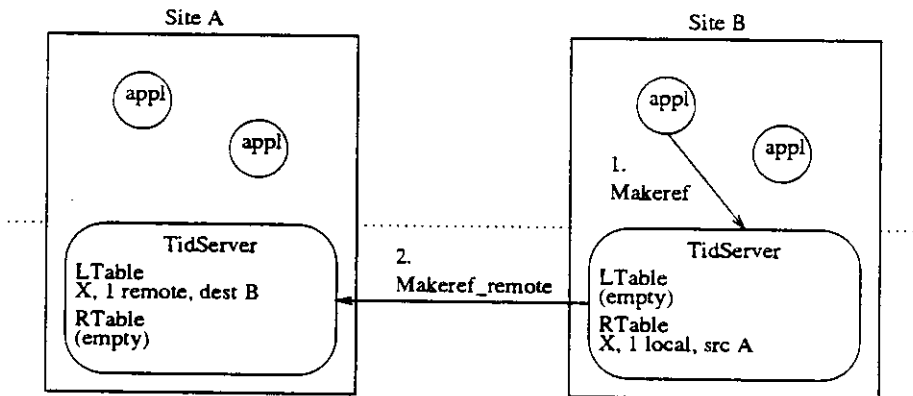 Site A
appl
appl
TidServer
LTable
X, 1 remote, dest B
RTable
(empty)
2.
Makeref_remote
Site B
appl
appl
1.
Makeref
TidServer
LTable
(empty)
RTable
X, 1 local, src A